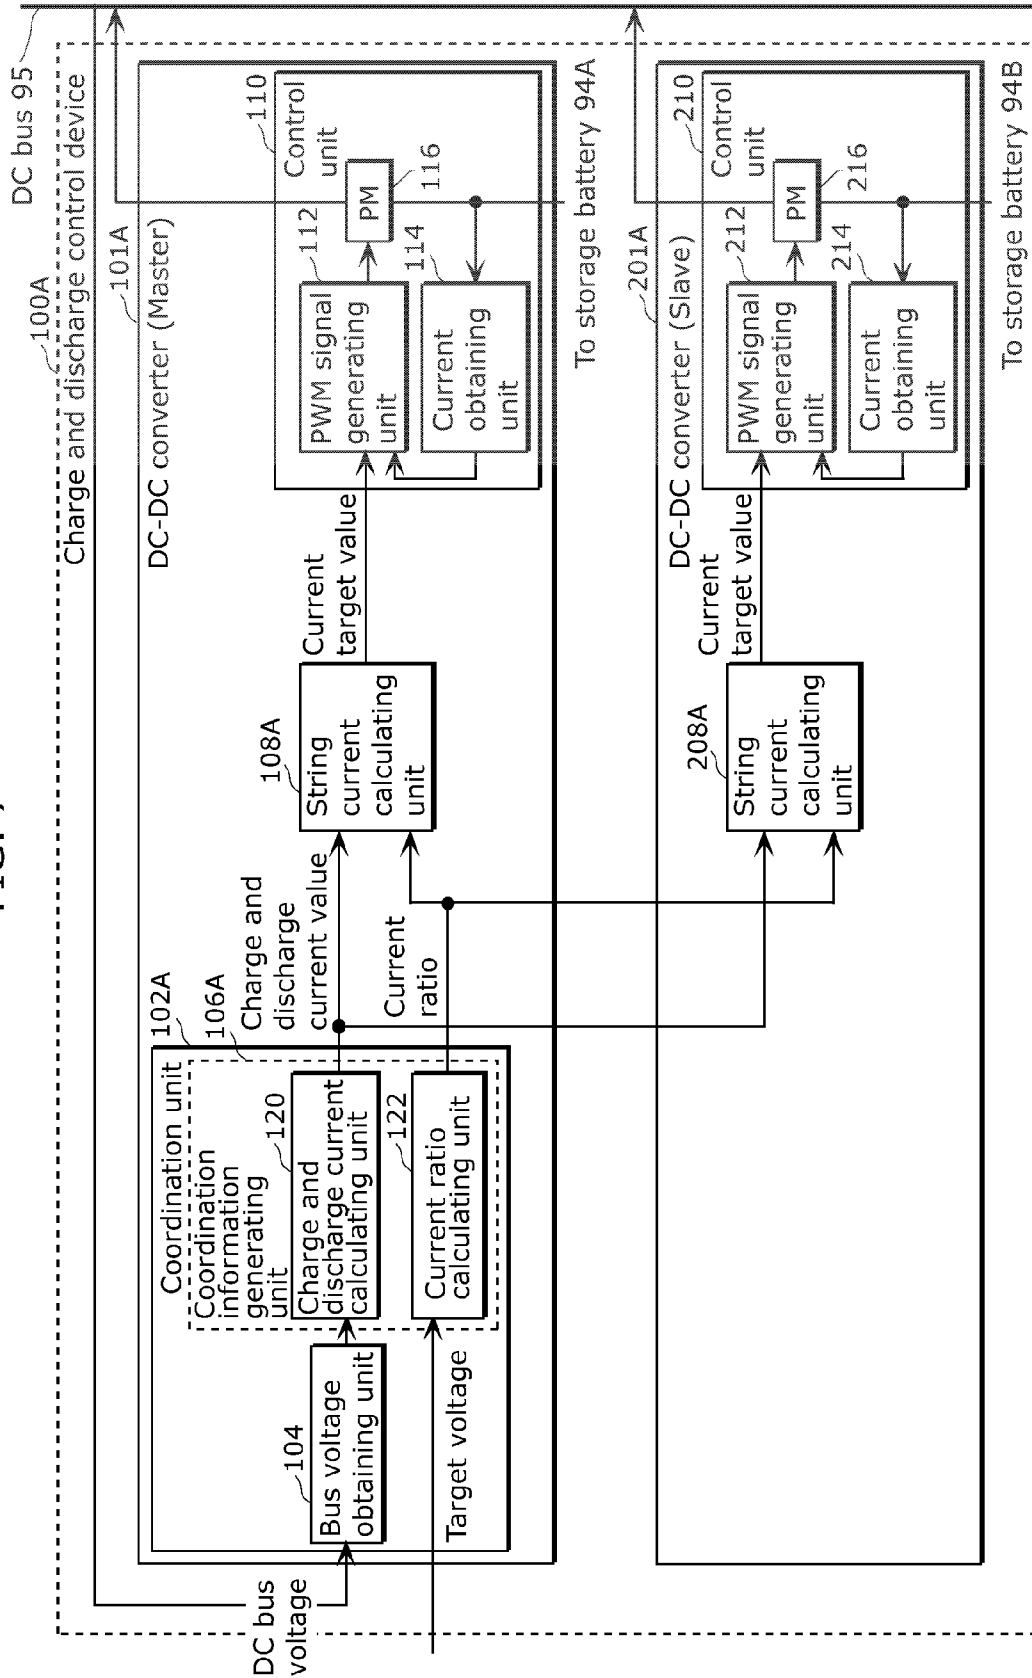 DC bus 95
100A
Charge and discharge control device
101A
DC-DC converter (Master)
102A
Coordination unit
106A
Coordination
information
generating
unit
104
Bus voltage
obtaining unit
DC bus
voltage
120
Charge and
discharge current
calculating unit
122
Current ratio
calculating unit
Target voltage
Charge and
discharge
current value
Current
ratio
108A
String
current
calculating
unit
Current
target value
110
Control
unit
112
PWM signal
generating
unit
PM
116
114
Current
obtaining
unit
To storage battery 94A
201A
DC-DC converter (Slave)
208A
String
current
calculating
unit
Current
target value
210
Control
unit
212
PWM signal
generating
unit
PM
216
214
Current
obtaining
unit
To storage battery 94B